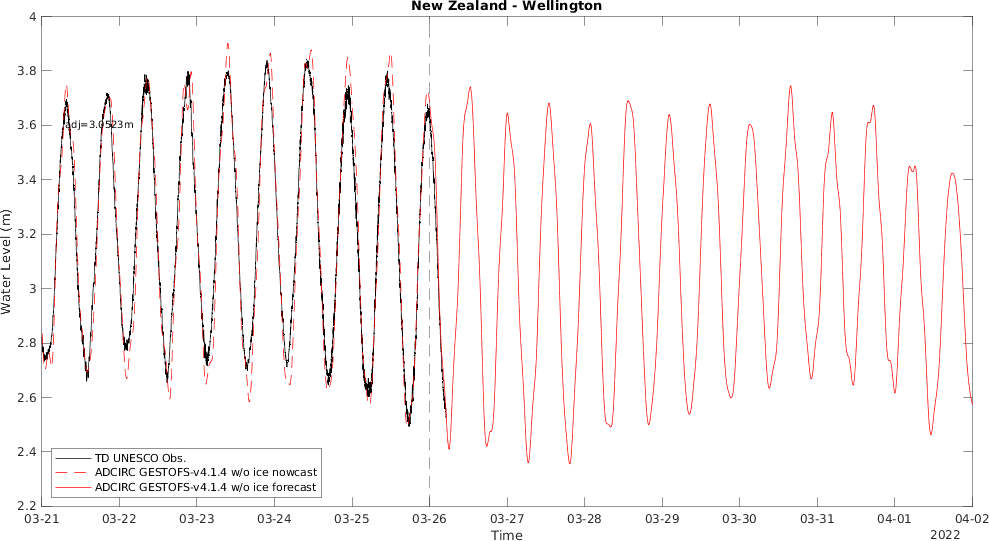 New Zealand - Wellington
4
3.8
3.6
3.4
3.2
3
2.8
2.6
2.4
2.2
Water Level (m)
adj=3.0523m
TD UNESCO Obs.
ADCIRC GESTOFS-v4.1.4 w/o ice nowcast
ADCIRC GESTOFS-v4.1.4 w/o ice forecast
03-21 03-22 03-23 03-24 03-25 03-26 03-27 03-28 03-29 03-30 03-31 04-01 04-02
Time
2022